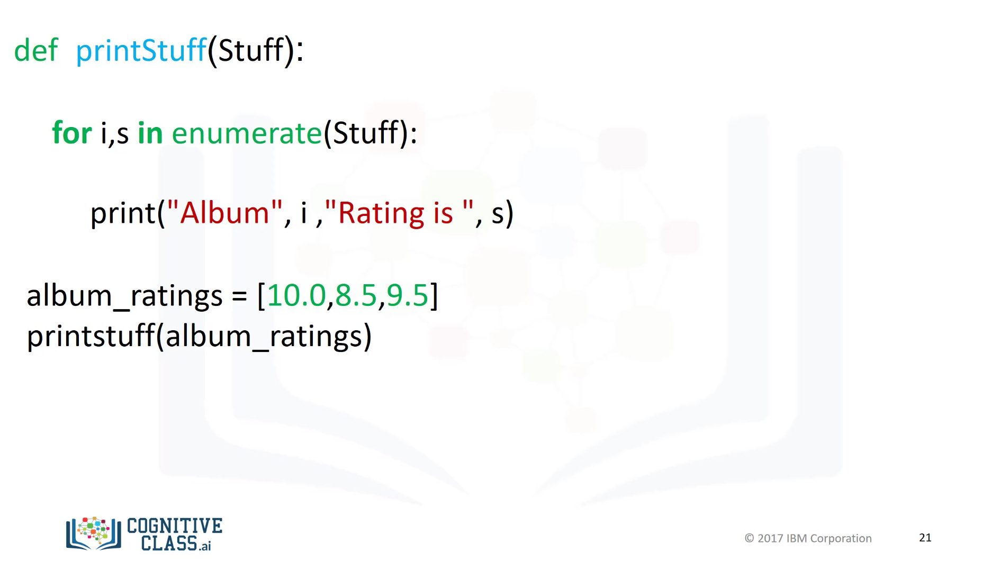 def printStuff(Stuff):
for i,s in enumerate(Stuff):
print("Album", i ,"Rating is ", s)
album_ratings = [10.0,8.5,9.5]
printstuff(album_ratings)
COGNITIVE
CLASS.ai
© 2017 IBM Corporation 21